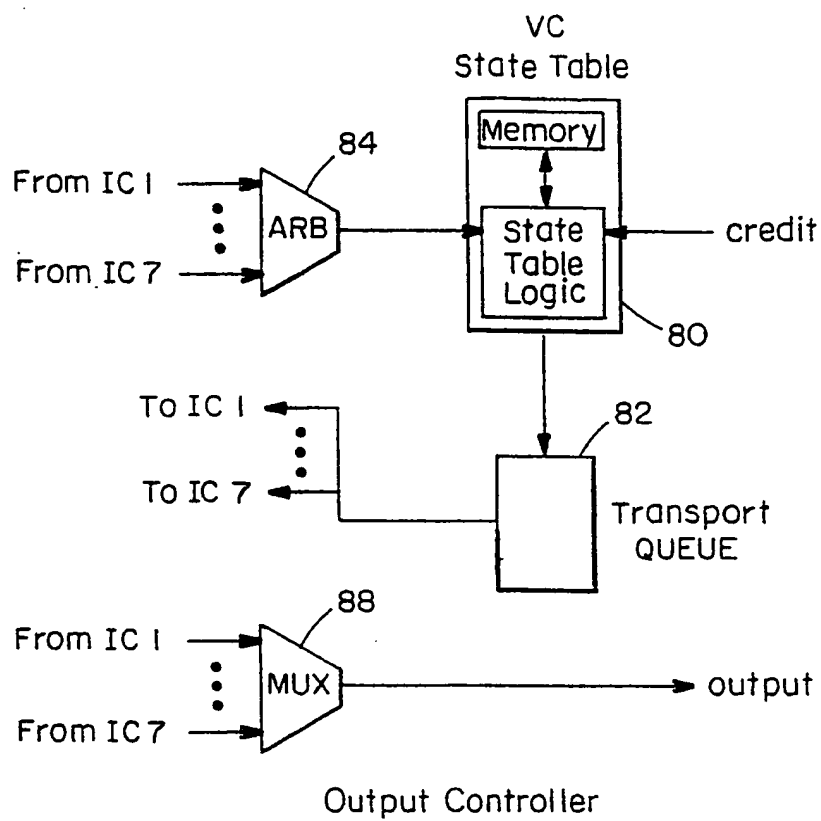 VC
State Table
Memory
84
From IC 1
ARB
State
Table
Logic
credit
From IC 7
80
To IC 1
82
To IC 7
Transport
QUEUE
88
From IC 1
MUX
output
From IC 7
Output Controller